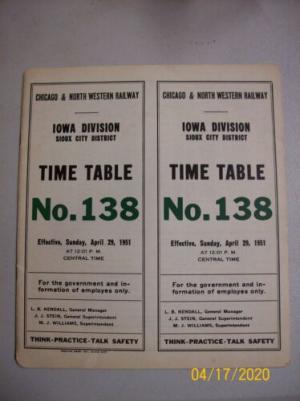 CHICAGO & NORTH WESTERN RAILWAY
IOWA DIVISION
SIOUX CITY DISTRICT
TIME TABLE
No. 138
Effective, Sunday, April 29, 1951
AT 12:01 P. M.
CENTRAL TIME
For the government and in-
formation of employes only.
L. R. KENDALL, General Manager
J. J. STEIN, General Superintendent
M. J. WILLIAMS, Superintendent
THINK-PRACTICE-TALK SAFETY
CHICAGO & NORTH WESTERN RAILWAY
IOWA DIVISION
SIOUX CITY DISTRICT
TIME TABLE
No. 138
Effective, Sunday, April 29, 1951
AT 12:01 P. M.
CENTRAL TIME
For the government and in-
formation of employes only.
L. R. KENDALL, General Manager
J. J. STEIN, General Superintendent
M. J. WILLIAMS, Superintendent
THINK-PRACTICE-TALK SAFETY
04/17/2020